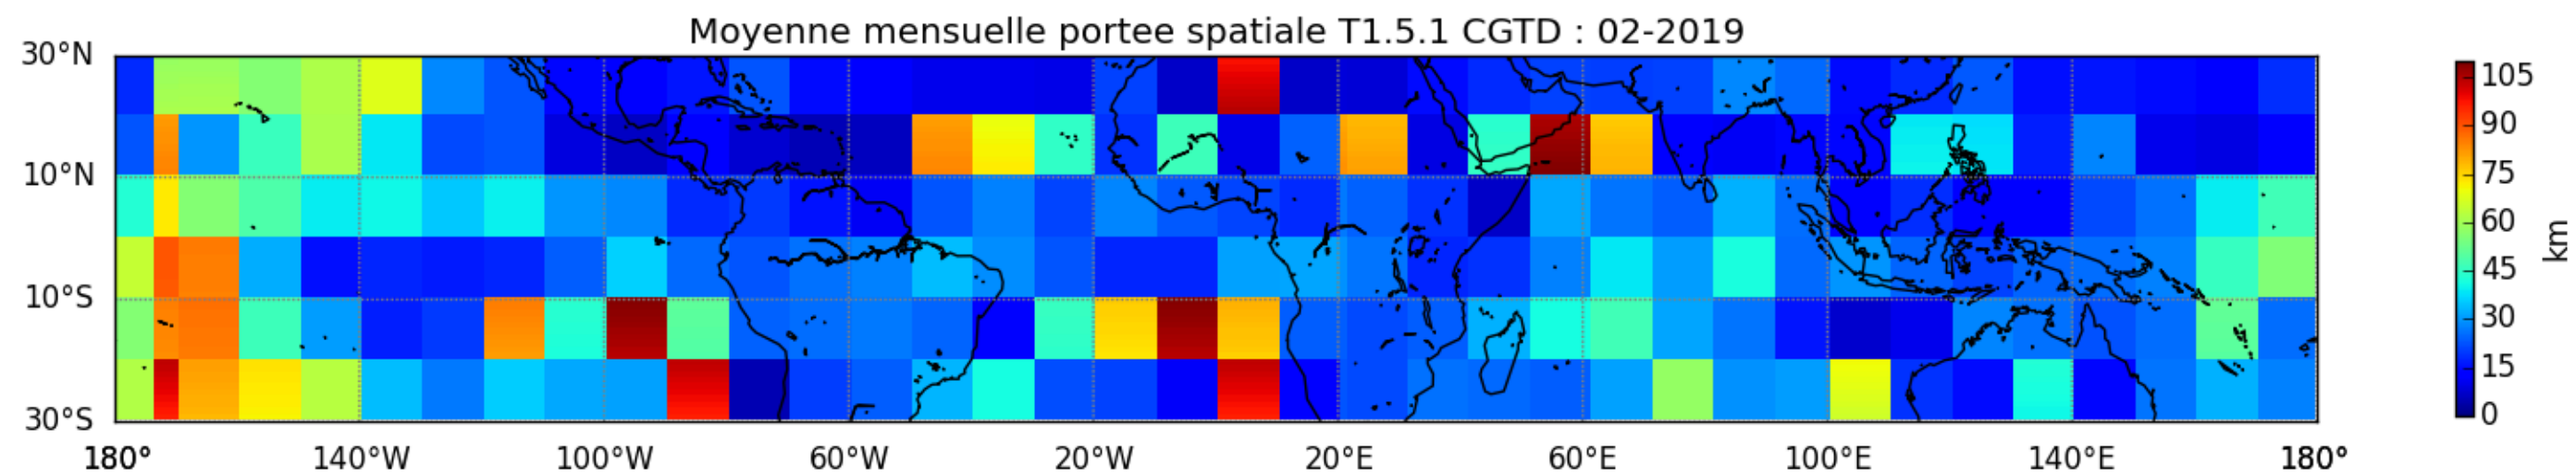 Moyenne mensuelle portee spatiale T1.5.1 CGTD : 02-2019
30°N
10°N
10°S
30°S
180° 140°W 100°W 60°W 20°W 20°E 60°E 100°E 140°E 180°
105
90
75
60
45
30
15
0
km